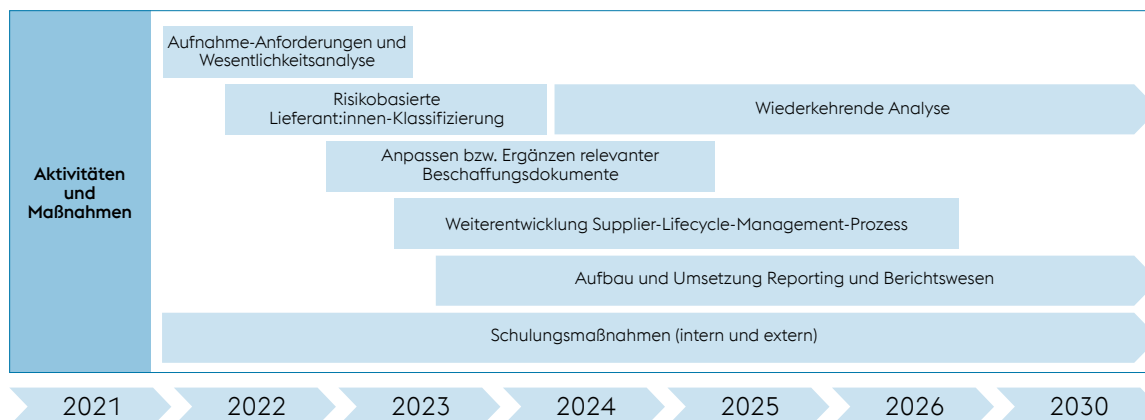 Aktivitäten
und
Maßnahmen
Aufnahme-Anforderungen und
Wesentlichkeitsanalyse
Risikobasierte
Lieferant:innen-Klassifizierung
Wiederkehrende Analyse
Anpassen bzw. Ergänzen relevanter
Beschaffungsdokumente
Weiterentwicklung Supplier-Lifecycle-Management-Prozess
Aufbau und Umsetzung Reporting und Berichtswesen
Schulungsmaßnahmen (intern und extern)
2021 2022 2023 2024 2025 2026 2030